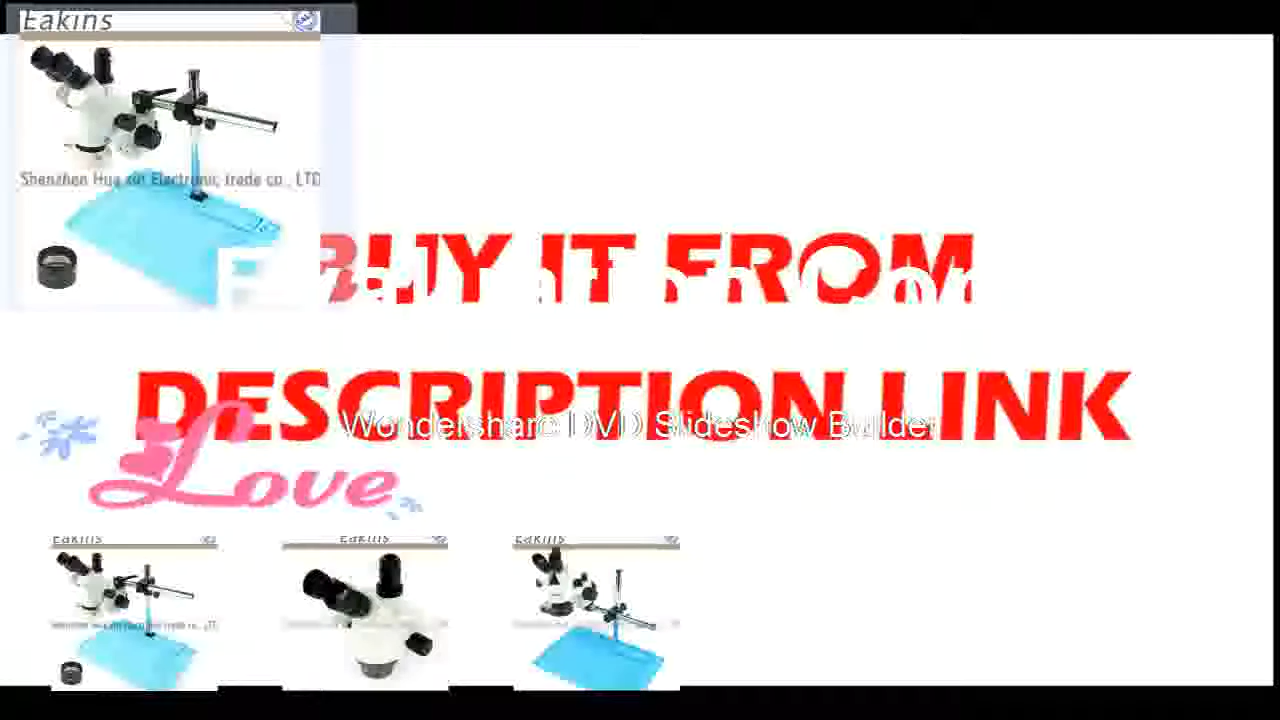 Eakins
Shenzhen Hua xin Electronic trade co., LTD
BUY IT FROM
DESCRIPTION LINK
Wondershare DVD Slideshow Builder
Love
Eakins
Eakins
Eakins